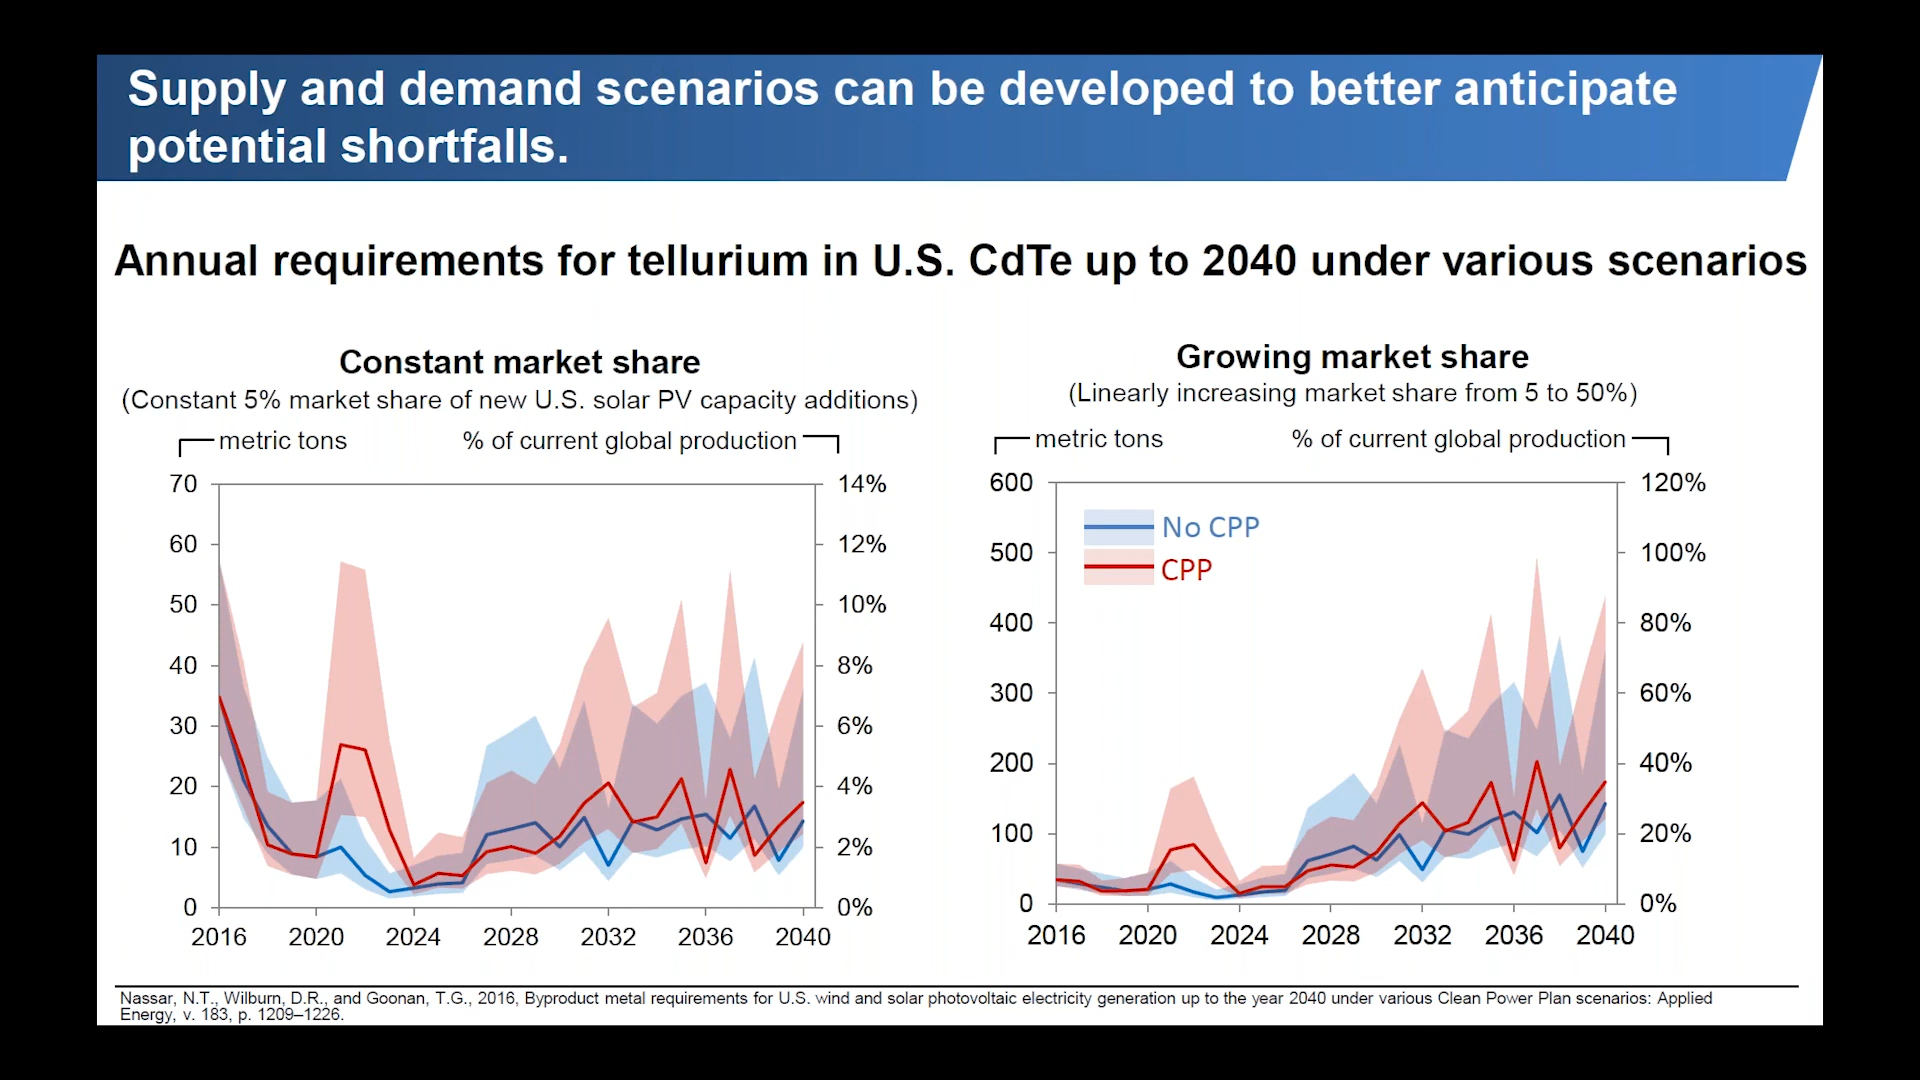 Supply and demand scenarios can be developed to better anticipate
potential shortfalls.
Annual requirements for tellurium in U.S. CdTe up to 2040 under various scenarios
Constant market share
(Constant 5% market share of new U.S. solar PV capacity additions)
metric tons
% of current global production
70
60
50
40
30
20
10
0
14%
12%
10%
8%
6%
4%
2%
0%
2016 2020 2024 2028 2032 2036 2040
Growing market share
(Linearly increasing market share from 5 to 50%)
metric tons
% of current global production
600
500
400
300
200
100
0
No CPP
CPP
120%
100%
80%
60%
40%
20%
0%
2016 2020 2024 2028 2032 2036 2040
Nassar, N.T., Wilburn, D.R., and Goonan, T.G., 2016, Byproduct metal requirements for U.S. wind and solar photovoltaic electricity generation up to the year 2040 under various Clean Power Plan scenarios: Applied
Energy, v. 183, p. 1209–1226.